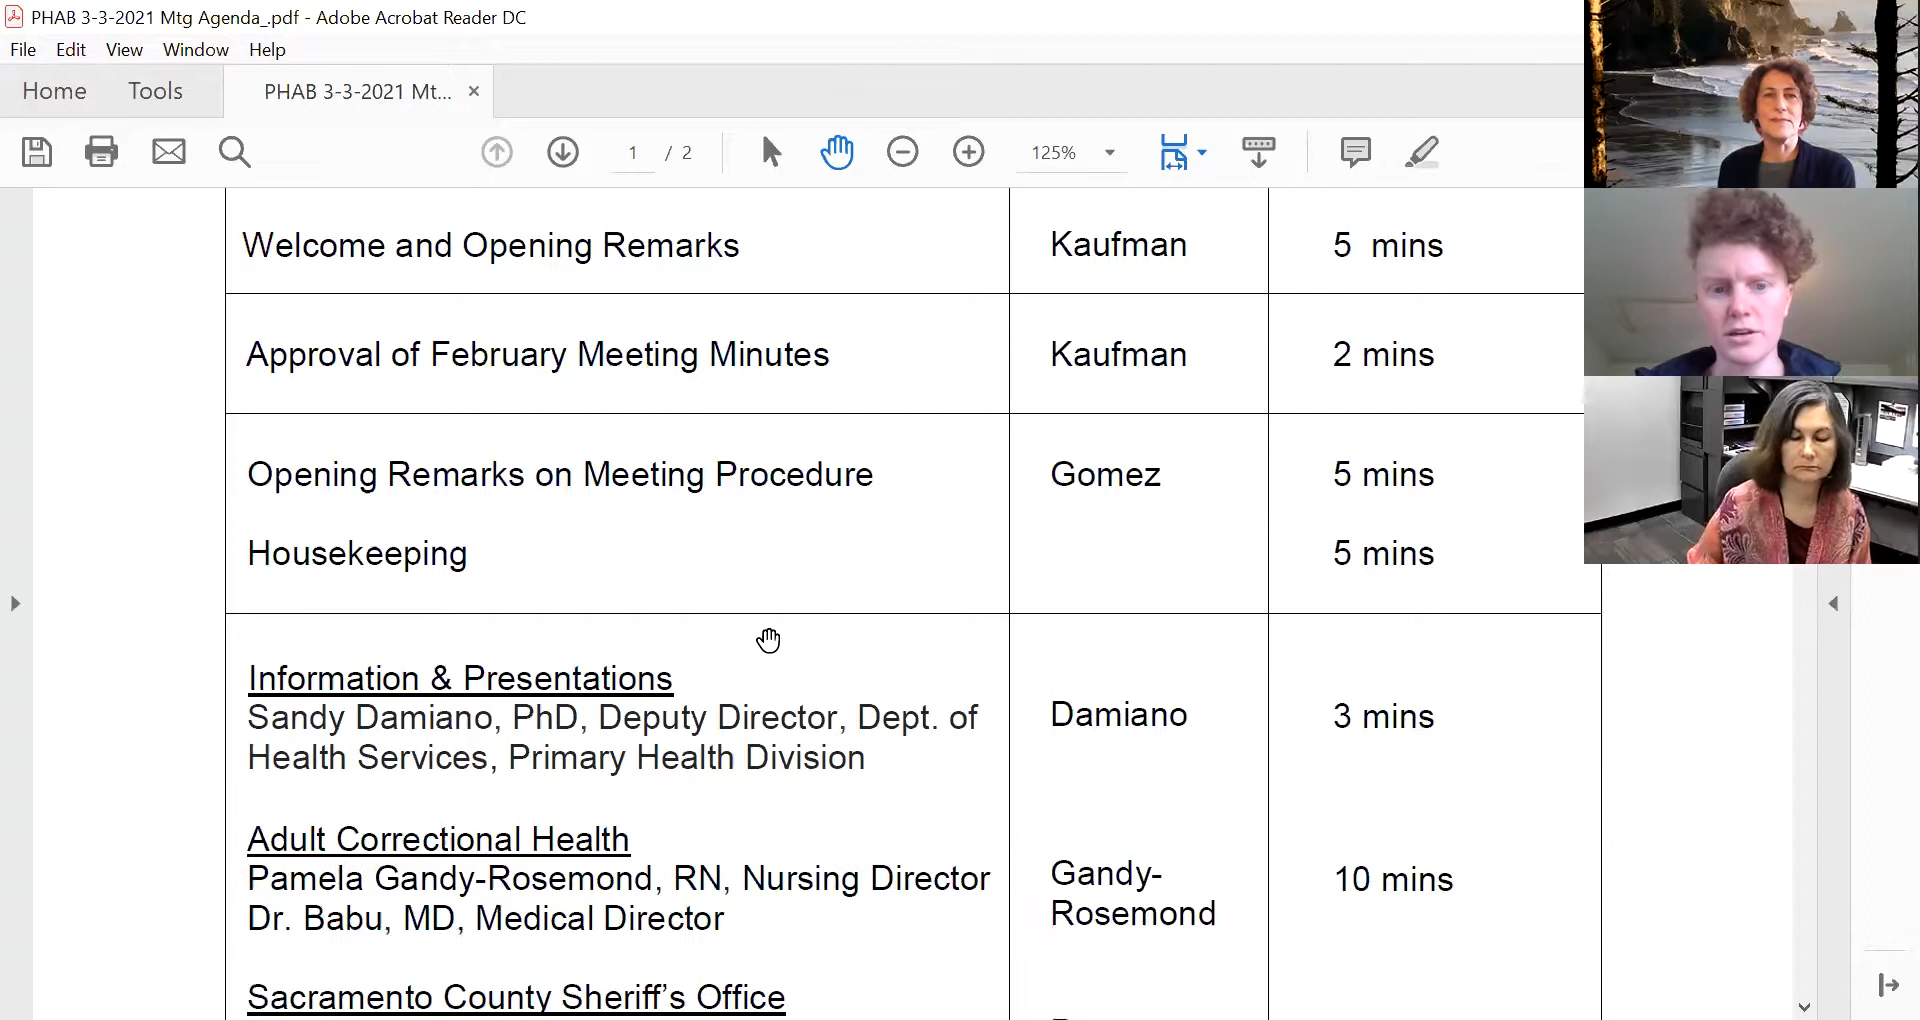 PHAB 3-3-2021 Mtg Agenda_.pdf - Adobe Acrobat Reader DC
File Edit View Window Help
Home Tools PHAB 3-3-2021 Mt... ×
1 / 2 125%
Welcome and Opening Remarks Kaufman 5 mins
Approval of February Meeting Minutes Kaufman 2 mins
Opening Remarks on Meeting Procedure Gomez 5 mins
Housekeeping 5 mins
Information & Presentations
Sandy Damiano, PhD, Deputy Director, Dept. of Damiano 3 mins
Health Services, Primary Health Division
Adult Correctional Health
Pamela Gandy-Rosemond, RN, Nursing Director Gandy- 10 mins
Dr. Babu, MD, Medical Director Rosemond
Sacramento County Sheriff's Office